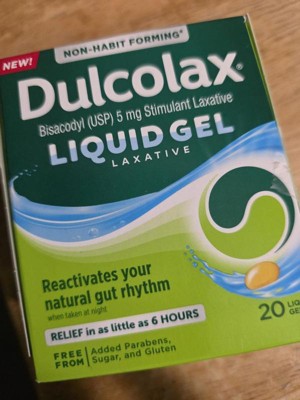 NEW!
NON-HABIT FORMING*
Dulcolax®
Bisacodyl (USP) 5 mg Stimulant Laxative
LIQUID GEL
LAXATIVE
Reactivates your
natural gut rhythm
when taken at night
RELIEF in as little as 6 HOURS
FREE FROM
Added Parabens,
Sugar, and Gluten
20